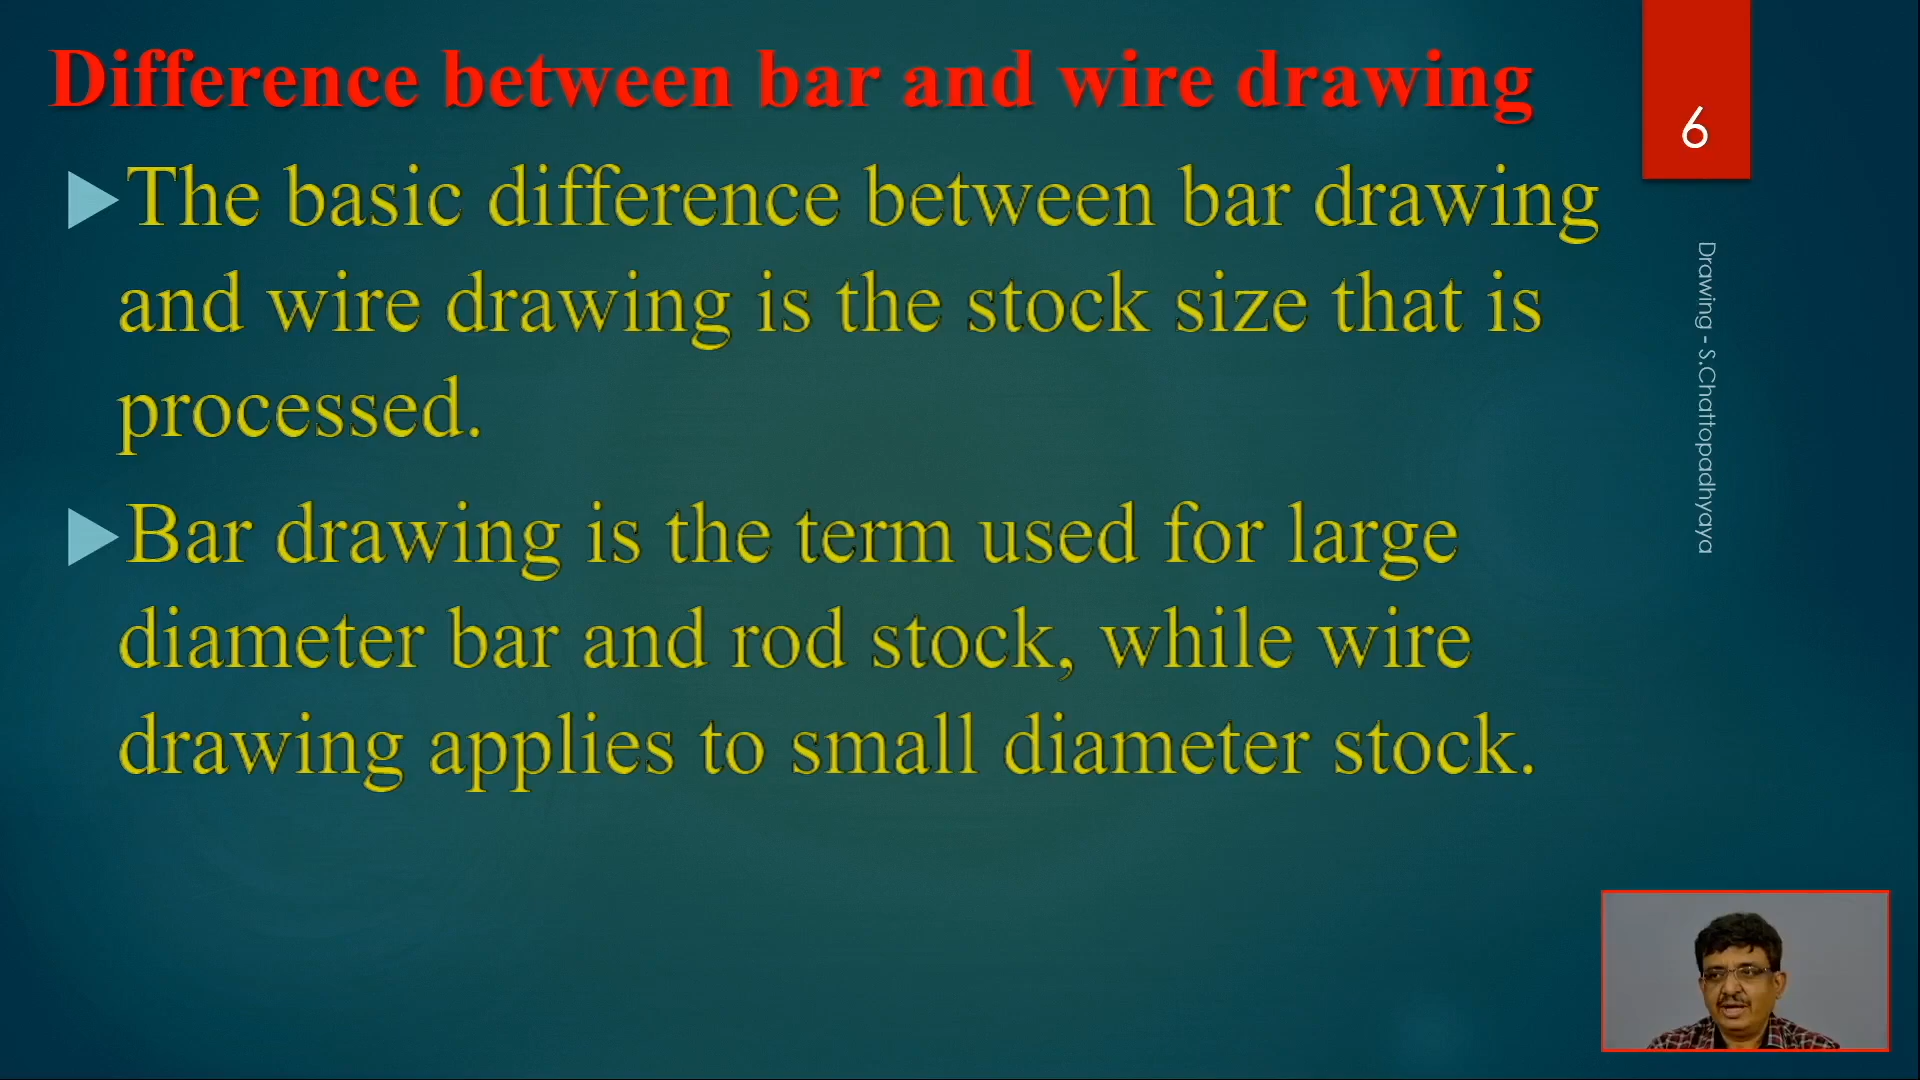 Difference between bar and wire drawing
6
The basic difference between bar drawing
and wire drawing is the stock size that is
processed.
Bar drawing is the term used for large
diameter bar and rod stock, while wire
drawing applies to small diameter stock.
Drawing - S.Chattopadhyaya